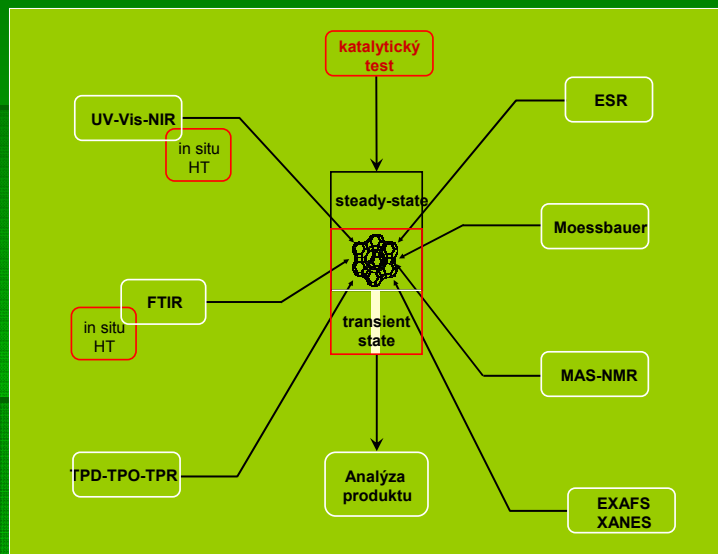 katalytický
test
UV-Vis-NIR
in situ
HT
ESR
steady-state
Moessbauer
FTIR
in situ
HT
transient
state
MAS-NMR
TPD-TPO-TPR
Analýza
produktu
EXAFS
XANES